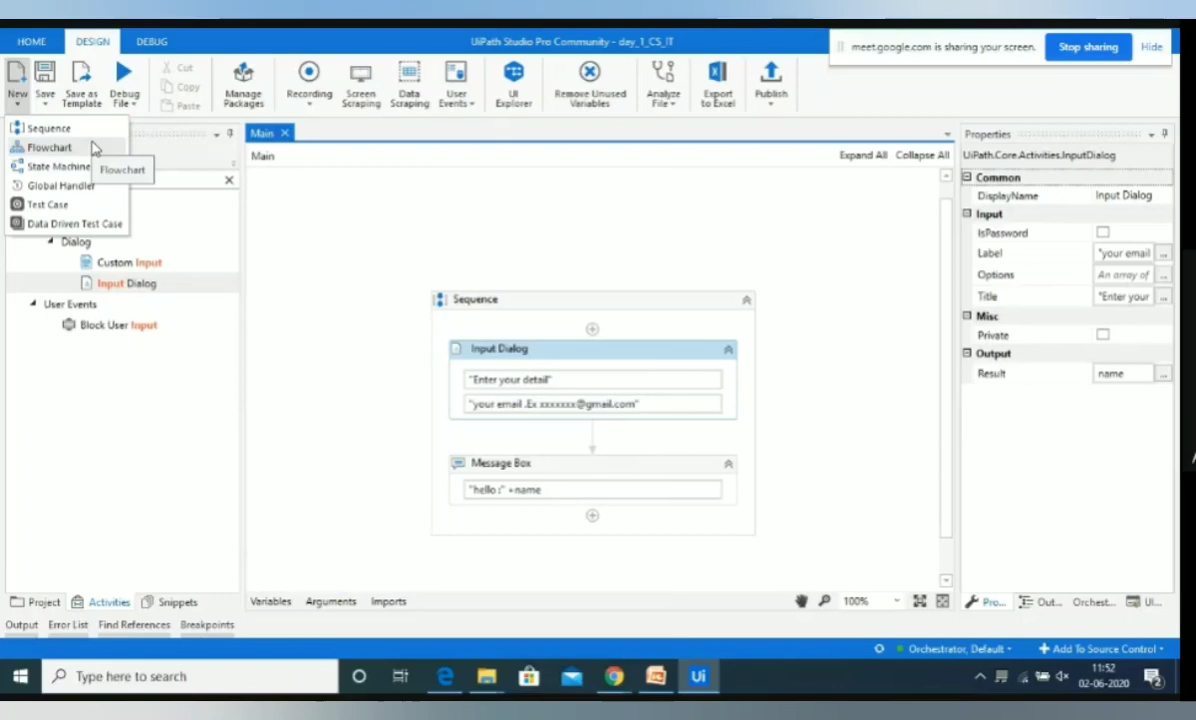 HOME DESIGN DEBUG
UiPath Studio Pro Community - day_1_CS_IT
meet.google.com is sharing your screen. Stop sharing Hide
New Save Save as Template Debug File
Cut
Copy
Paste
Manage Packages Recording Screen Scraping Data Scraping User Events UI Explorer Remove Unused Variables Analyze File Export to Excel Publish
Sequence
Flowchart
State Machine
Flowchart
Global Handler
Test Case
Data Driven Test Case
Dialog
Custom Input
Input Dialog
User Events
Block User Input
Main
Main Expand All Collapse All
Sequence
Input Dialog
"Enter your detail"
"your email .Ex xxxxxxx@gmail.com"
Message Box
"hello :" +name
Properties
UiPath.Core.Activities.InputDialog
Common
DisplayName Input Dialog
Input
IsPassword
Label "your email ...
Options An array of ...
Title "Enter your ...
Misc
Private
Output
Result name ...
Project Activities Snippets
Variables Arguments Imports 100%
Pro... Out... Orchest... Ui...
Output Error List Find References Breakpoints
Orchestrator, Default Add To Source Control
Type here to search
Ui
11:52
02-06-2020
2